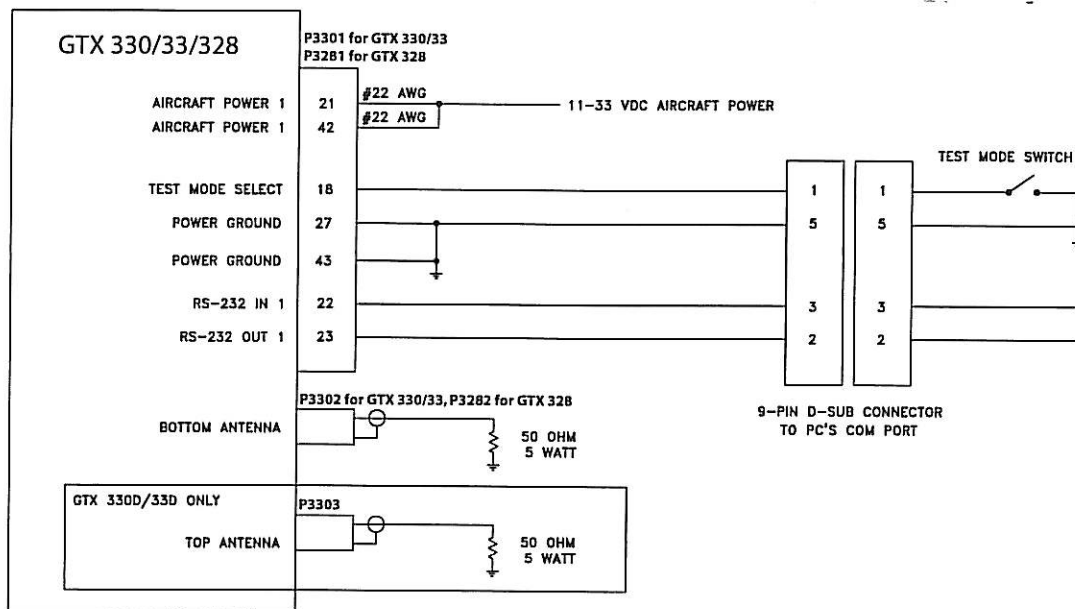 GTX 330/33/328
P3301 for GTX 330/33
P3281 for GTX 328
AIRCRAFT POWER 1 21 #22 AWG
11-33 VDC AIRCRAFT POWER
AIRCRAFT POWER 1 42 #22 AWG
TEST MODE SWITCH
TEST MODE SELECT 18 1 1
POWER GROUND 27 5 5
POWER GROUND 43
RS-232 IN 1 22 3 3
RS-232 OUT 1 23 2 2
P3302 for GTX 330/33, P3282 for GTX 328
9-PIN D-SUB CONNECTOR
TO PC'S COM PORT
BOTTOM ANTENNA
50 OHM
5 WATT
GTX 330D/33D ONLY
P3303
TOP ANTENNA
50 OHM
5 WATT